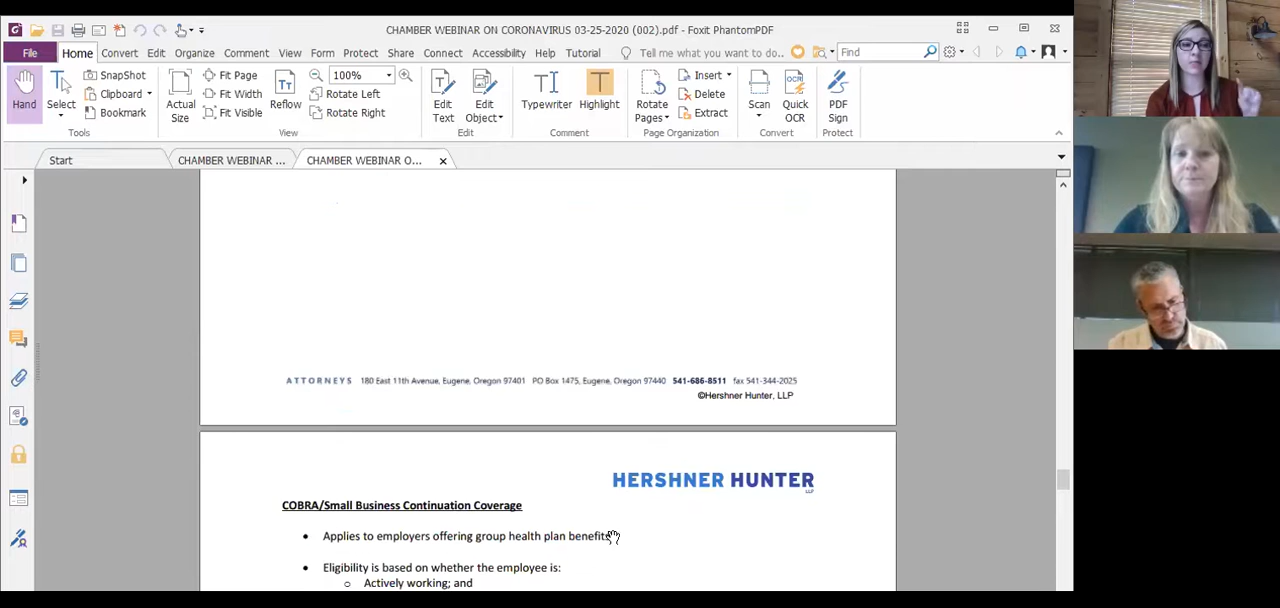 CHAMBER WEBINAR ON CORONAVIRUS 03-25-2020 (002).pdf - Foxit PhantomPDF
File Home Convert Edit Organize Comment View Form Protect Share Connect Accessibility Help Tutorial Tell me what you want to do.. Find
Hand
Select
SnapShot
Clipboard
Bookmark
Tools
Actual Size
Fit Page
Fit Width
Fit Visible
Reflow
100%
Rotate Left
Rotate Right
View
Edit Text
Edit Object
Edit
Typewriter
Highlight
Comment
Rotate Pages
Insert
Delete
Extract
Page Organization
Scan
Quick OCR
Convert
PDF Sign
Protect
Start CHAMBER WEBINAR ... CHAMBER WEBINAR O...
ATTORNEYS 180 East 11th Avenue, Eugene, Oregon 97401 PO Box 1475, Eugene, Oregon 97440 541-686-8511 fax 541-344-2025
©Hershner Hunter, LLP
HERSHNER HUNTER
LLP
COBRA/Small Business Continuation Coverage
• Applies to employers offering group health plan benefits
• Eligibility is based on whether the employee is:
o Actively working; and